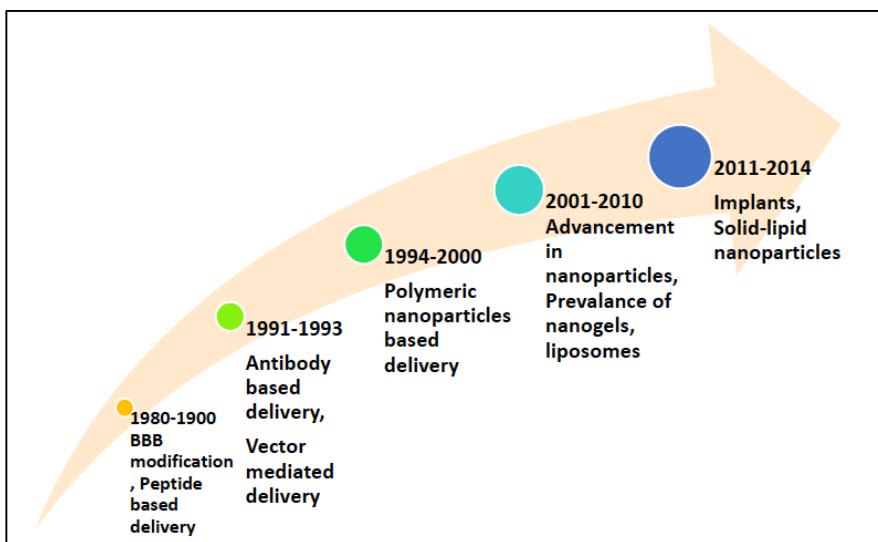 1980-1900
BBB
modification
, Peptide
based
delivery
1991-1993
Antibody
based
delivery,
Vector
mediated
delivery
1994-2000
Polymeric
nanoparticles
based
delivery
2001-2010
Advancement
in
nanoparticles,
Prevalance of
nanogels,
liposomes
2011-2014
Implants,
Solid-lipid
nanoparticles